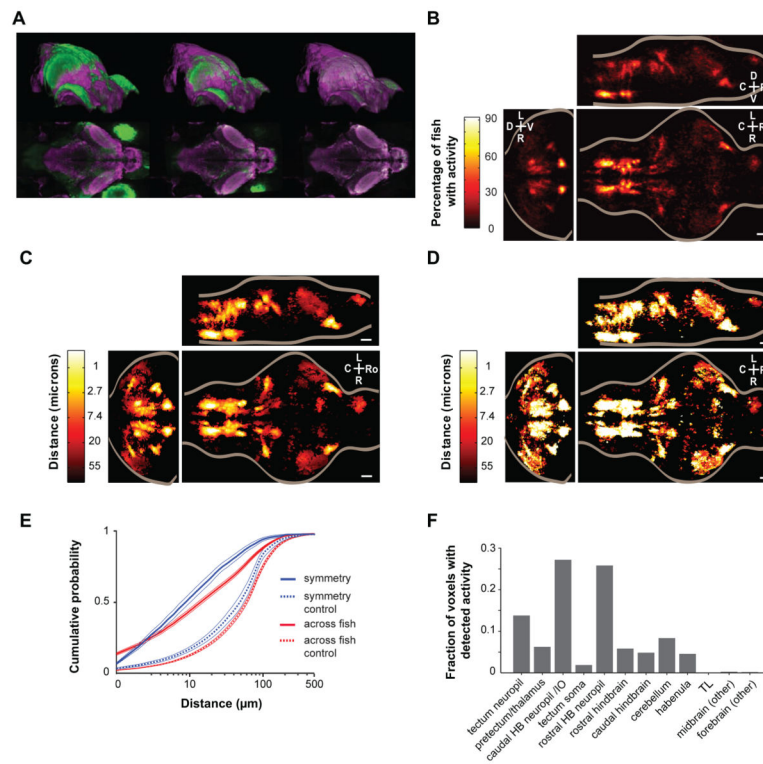 A
B
Percentage of fish
with activity
90
60
30
0
D
C
V
L
D V
R
L
C
R
C
D
Distance (microns)
1
2.7
7.4
20
55
L
C Ro
R
Distance (microns)
1
2.7
7.4
20
55
L
C
R
E
Cumulative probability
1
0.5
0
10
100
500
Distance (µm)
symmetry
symmetry
control
across fish
across fish
control
F
Fraction of voxels with
detected activity
0.3
0.2
0.1
0
tectum neuropil
pretectum/thalamus
caudal HB neuropil /IO
tectum soma
rostral HB neuropil
rostral hindbrain
caudal hindbrain
cerebellum
habenula
TL
midbrain (other)
forebrain (other)